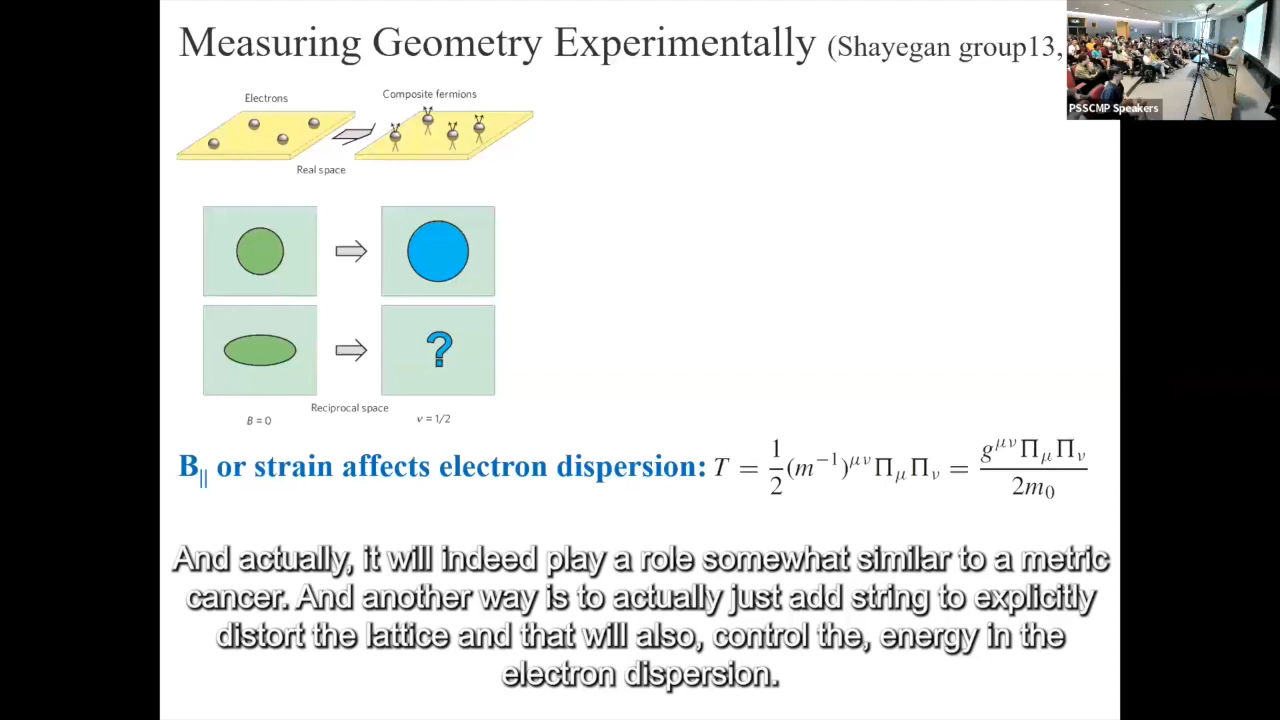 Measuring Geometry Experimentally (Shayegan group13,
PSSCMP Speakers
Electrons
Composite fermions
Real space
?
Reciprocal space
B = 0
ν = 1/2
B|| or strain affects electron dispersion: T = 1/2 (m⁻¹)^μν Π_μ Π_ν = g^μν Π_μ Π_ν / 2m₀
And actually, it will indeed play a role somewhat similar to a metric
cancer. And another way is to actually just add string to explicitly
distort the lattice and that will also, control the, energy in the
electron dispersion.